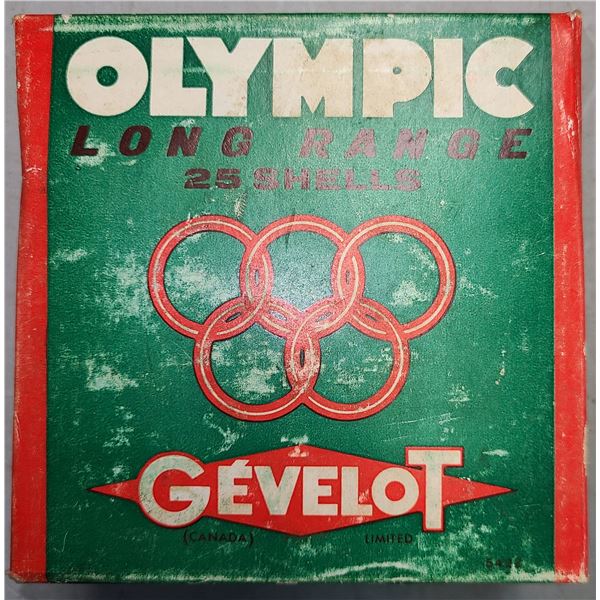 OLYMPIC
LONG RANGE
25 SHELLS
GÉVELOT
(CANADA) LIMITED